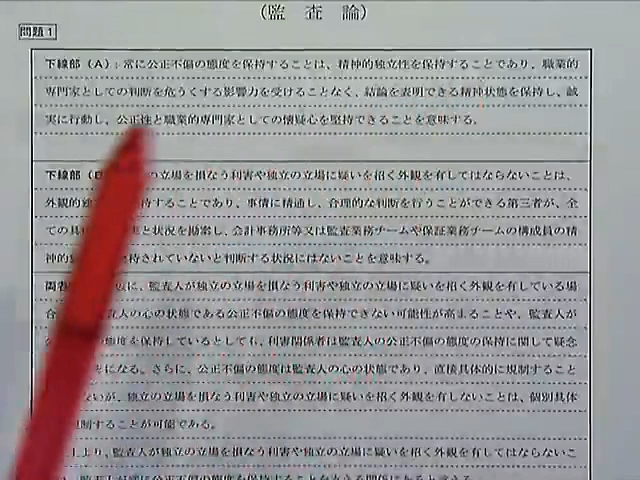 (監 査 論)
問題1
下線部（A）：常に公正不偏の態度を保持することは、精神的独立性を保持することであり、職業的
専門家としての判断を危うくする影響力を受けることなく、結論を表明できる精神状態を保持し、誠
実に行動し、公正性と職業的専門家としての懐疑心を堅持できることを意味する。
下線部（ の立場を損なう利害や独立の立場に疑いを招く外観を有してはならないことは、
外観的独 持することであり、事情に精通し、合理的な判断を行うことができる第三者が、全
ての具 と状況を勘案し、会計事務所等又は監査業務チームや保証業務チームの構成員の精
神的 持されていないと判断する状況にはないことを意味する。
に、監査人が独立の立場を損なう利害や独立の立場に疑いを招く外観を有している場
合 人の心の状態である公正不偏の態度を保持できない可能性が高まることや、監査人が
態度を保持しているとしても、利害関係者は監査人の公正不偏の態度の保持に関して疑念
になる。さらに、公正不偏の態度は監査人の心の状態であり、直接具体的に規制すること
ないが、独立の立場を損なう利害や独立の立場に疑いを招く外観を有しないことは、個別具体
制することが可能である。
より、監査人が独立の立場を損なう利害や独立の立場に疑いを招く外観を有してはならないこ